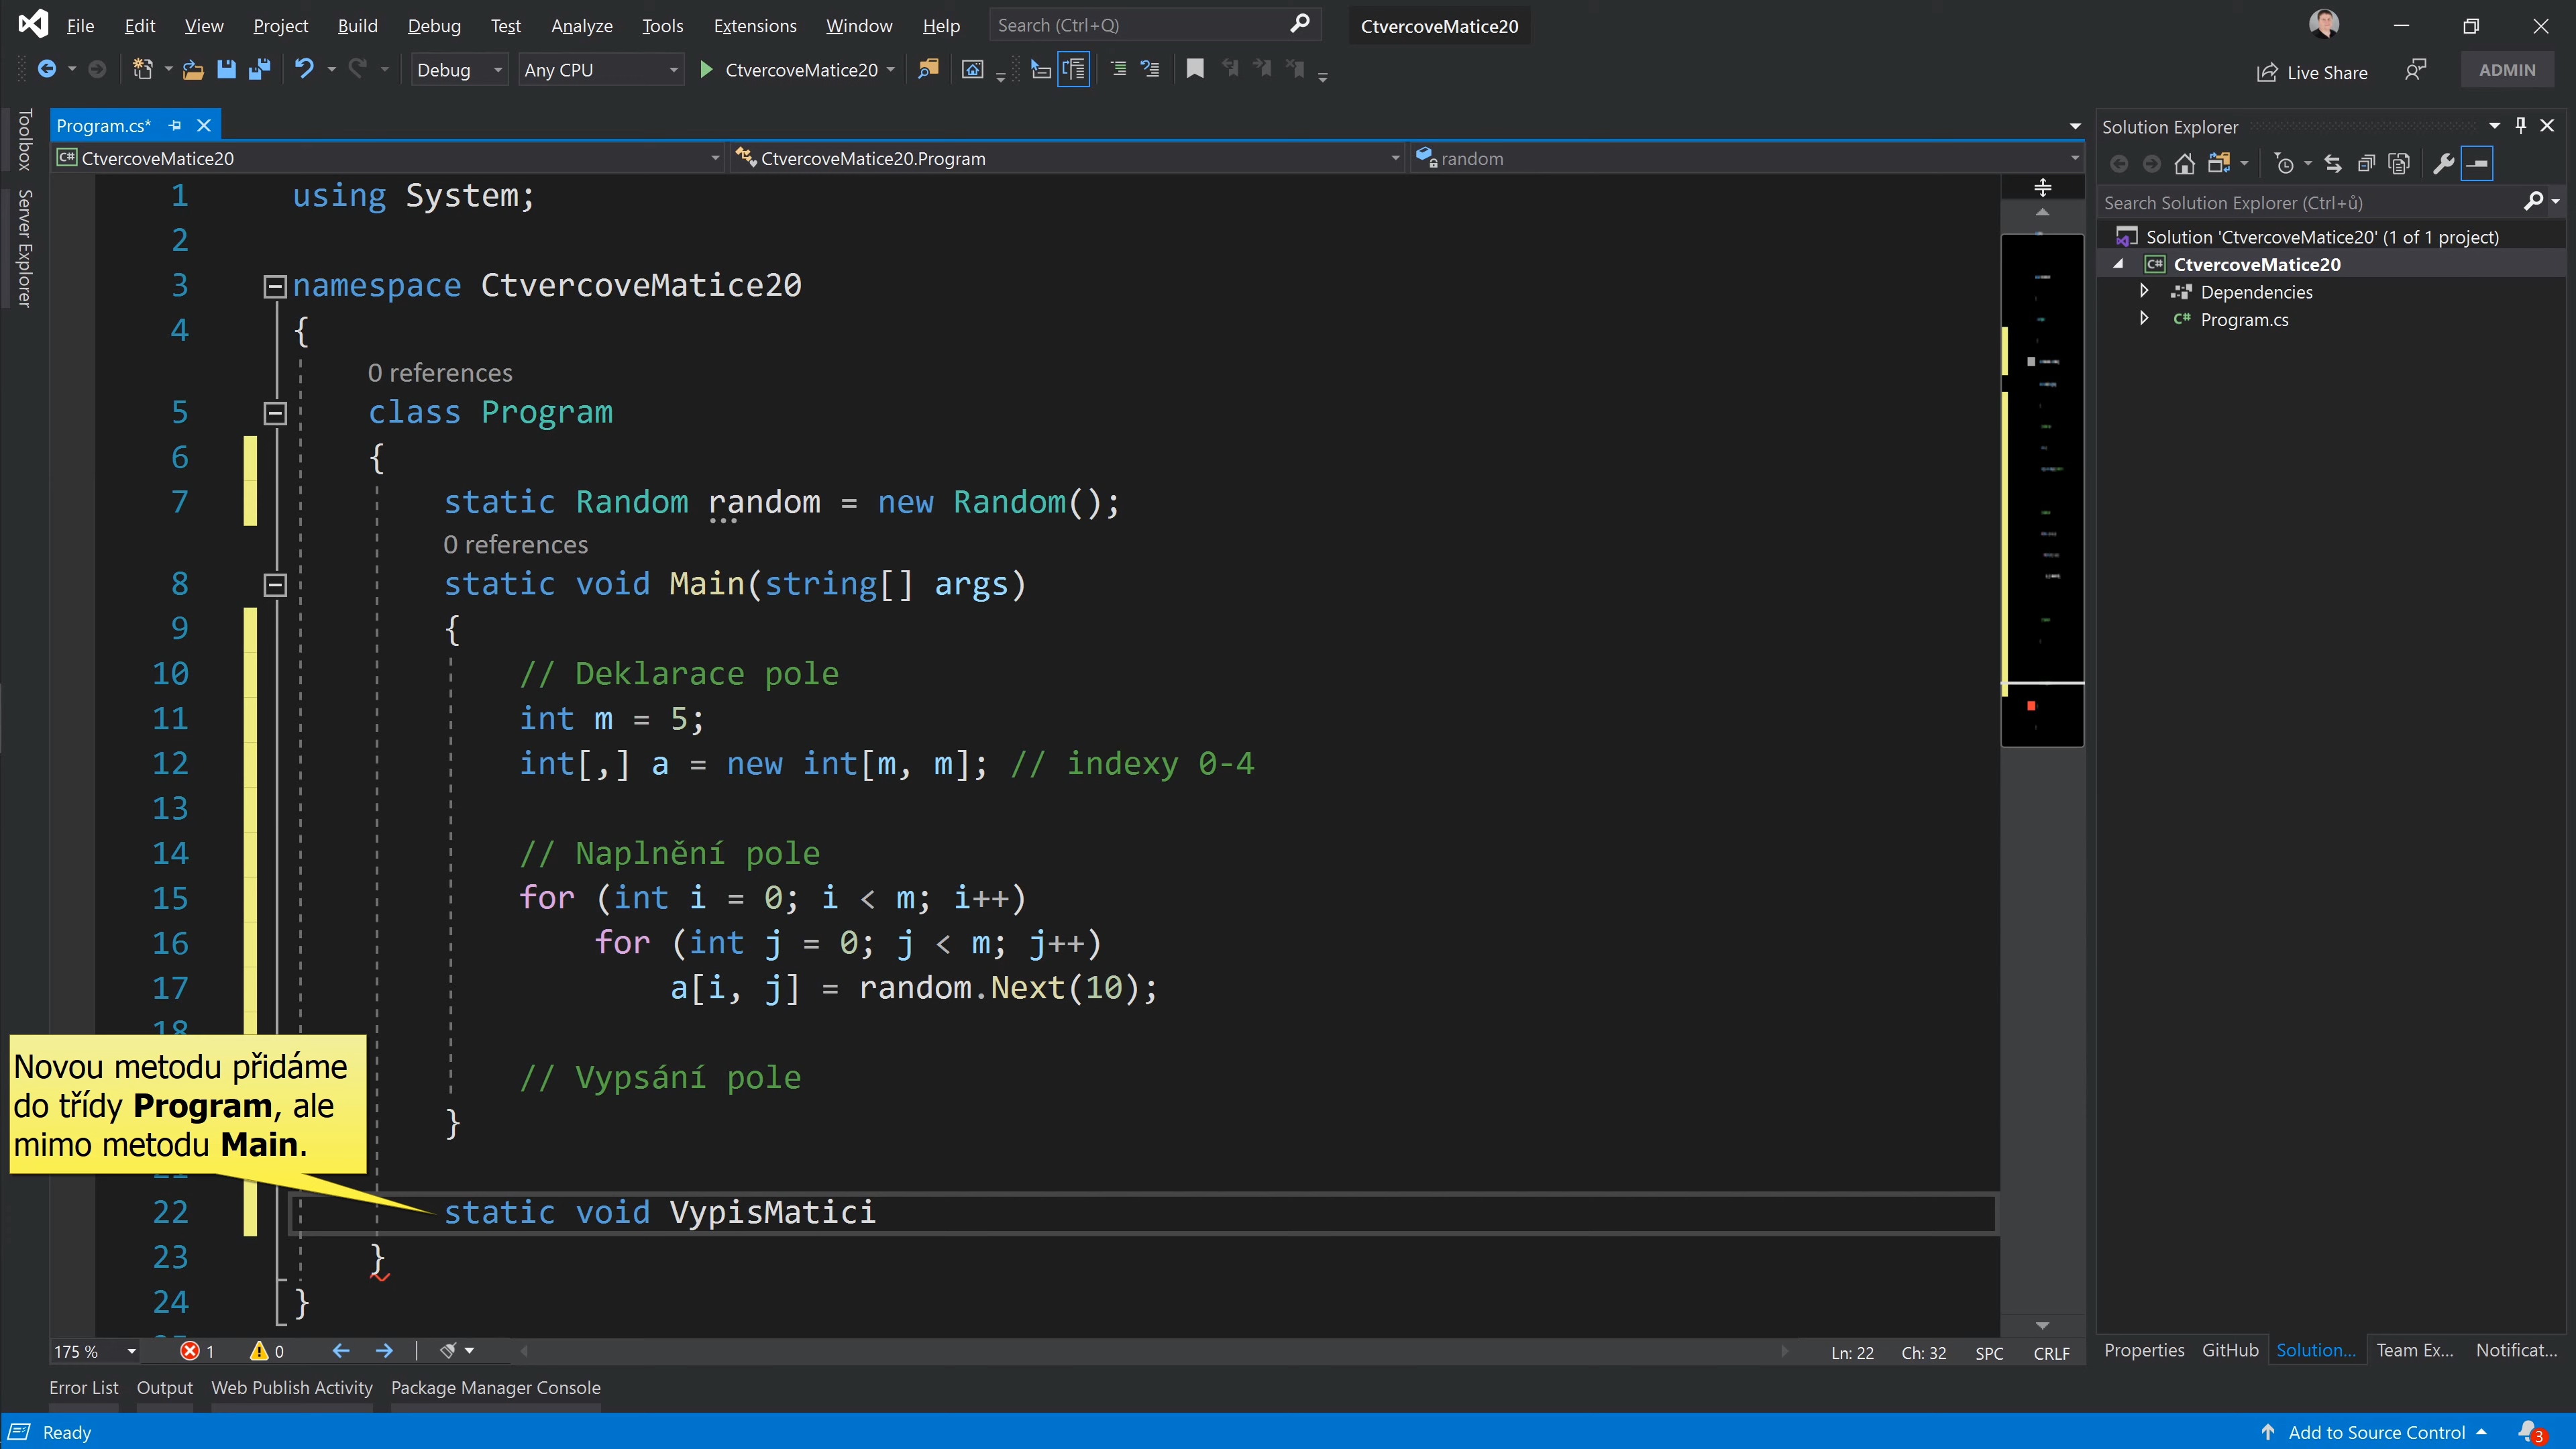 File Edit View Project Build Debug Test Analyze Tools Extensions Window Help Search (Ctrl+Q) CtvercoveMatice20
Debug Any CPU CtvercoveMatice20 Live Share ADMIN
Toolbox
Server Explorer
Program.cs*
CtvercoveMatice20 CtvercoveMatice20.Program random
1 using System;
2
3 namespace CtvercoveMatice20
4 {
0 references
5 class Program
6 {
7 static Random random = new Random();
0 references
8 static void Main(string[] args)
9 {
10 // Deklarace pole
11 int m = 5;
12 int[,] a = new int[m, m]; // indexy 0-4
13
14 // Naplnění pole
15 for (int i = 0; i < m; i++)
16 for (int j = 0; j < m; j++)
17 a[i, j] = random.Next(10);
18
// Vypsání pole
}
Novou metodu přidáme
do třídy Program, ale
mimo metodu Main.
21
22 static void VypisMatici
23 }
24 }
175 % 1 0 Ln: 22 Ch: 32 SPC CRLF
Error List Output Web Publish Activity Package Manager Console
Ready Add to Source Control 3
Solution Explorer
Search Solution Explorer (Ctrl+ů)
Solution 'CtvercoveMatice20' (1 of 1 project)
C# CtvercoveMatice20
Dependencies
C# Program.cs
Properties GitHub Solution... Team Ex... Notificat...